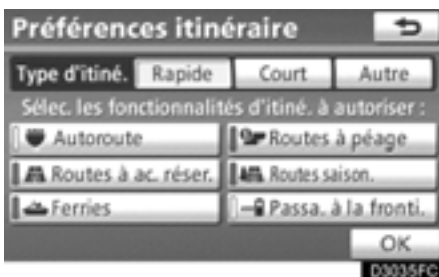 Préférences itinéraire
Type d'itiné. Rapide Court Autre
Sélec. les fonctionnalités d'itiné. à autoriser :
Autoroute Routes à péage
Routes à ac. réser. Routes saison.
Ferries Passa. à la fronti.
OK
D3035FC